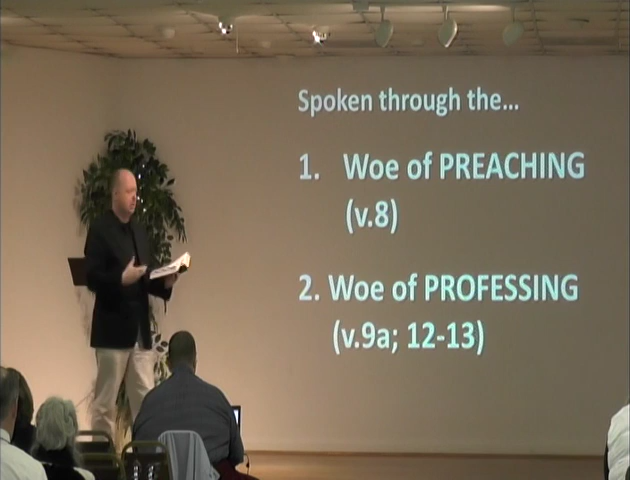 Spoken through the...
1. Woe of PREACHING
(v.8)
2. Woe of PROFESSING
(v.9a; 12-13)